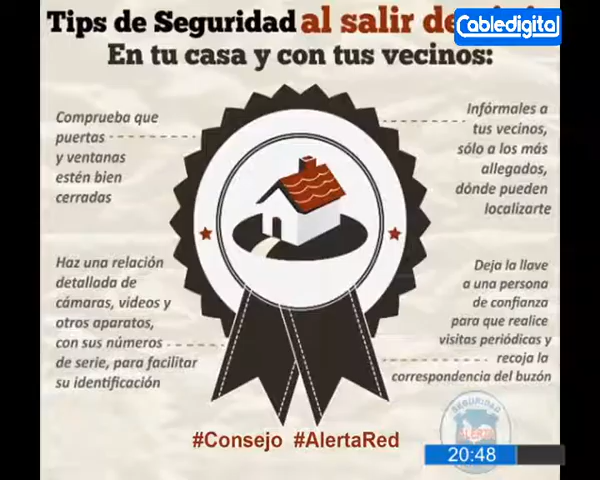 Tips de Seguridad al salir de
Cabledigital
En tu casa y con tus vecinos:
Comprueba que
puertas
y ventanas
estén bien
cerradas
Infórmales a
tus vecinos,
sólo a los más
allegados,
dónde pueden
localizarte
Haz una relación
detallada de
cámaras, videos y
otros aparatos,
con sus números
de serie, para facilitar
su identificación
Deja la llave
a una persona
de confianza
para que realice
visitas periódicas y
recoja la
correspondencia del buzón
#Consejo #AlertaRed
SEGURIDAD
ALERTA
20:48